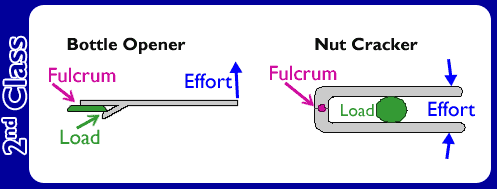 2nd Class
Bottle Opener
Fulcrum
Effort
Load
Nut Cracker
Fulcrum
Load
Effort